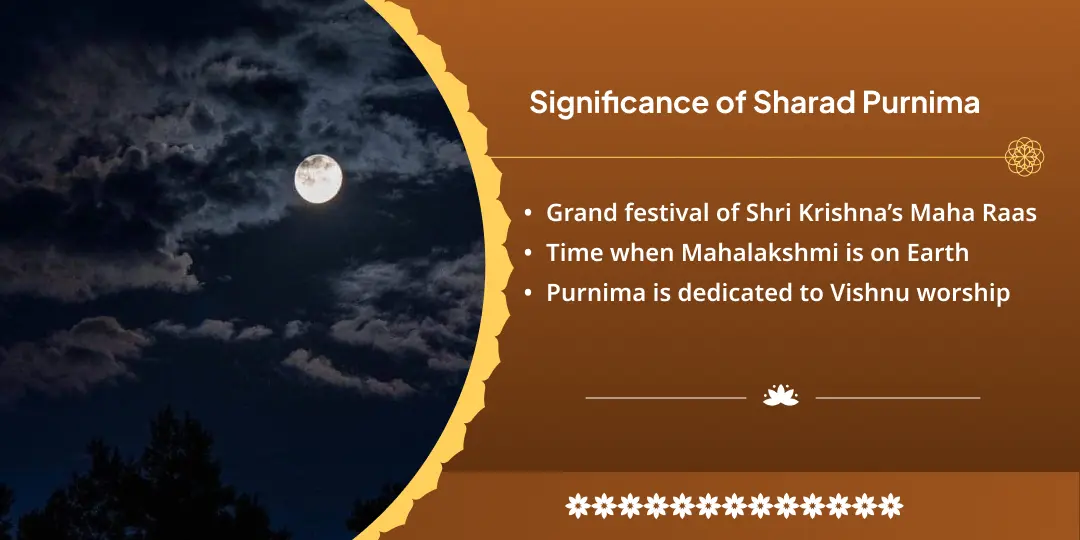 Significance of Sharad Purnima
• Grand festival of Shri Krishna’s Maha Raas
• Time when Mahalakshmi is on Earth
• Purnima is dedicated to Vishnu worship